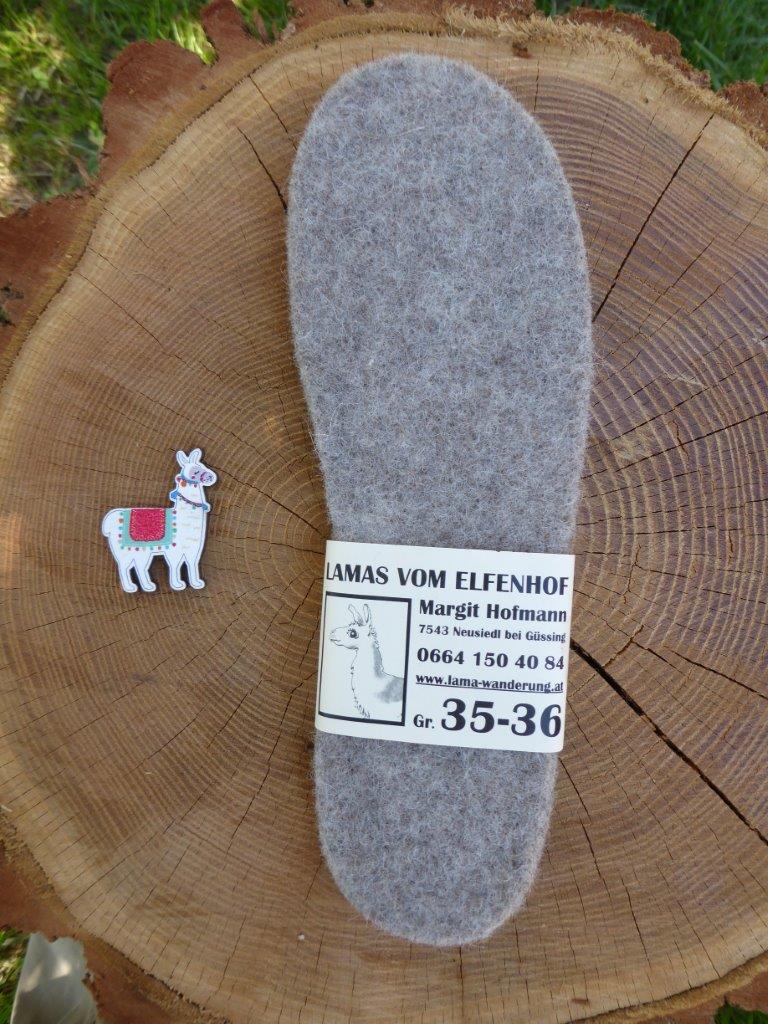 LAMAS VOM ELFENHOF
Margit Hofmann
7543 Neusiedl bei Güssing
0664 150 40 84
www.lama-wanderung.at
Gr. 35-36